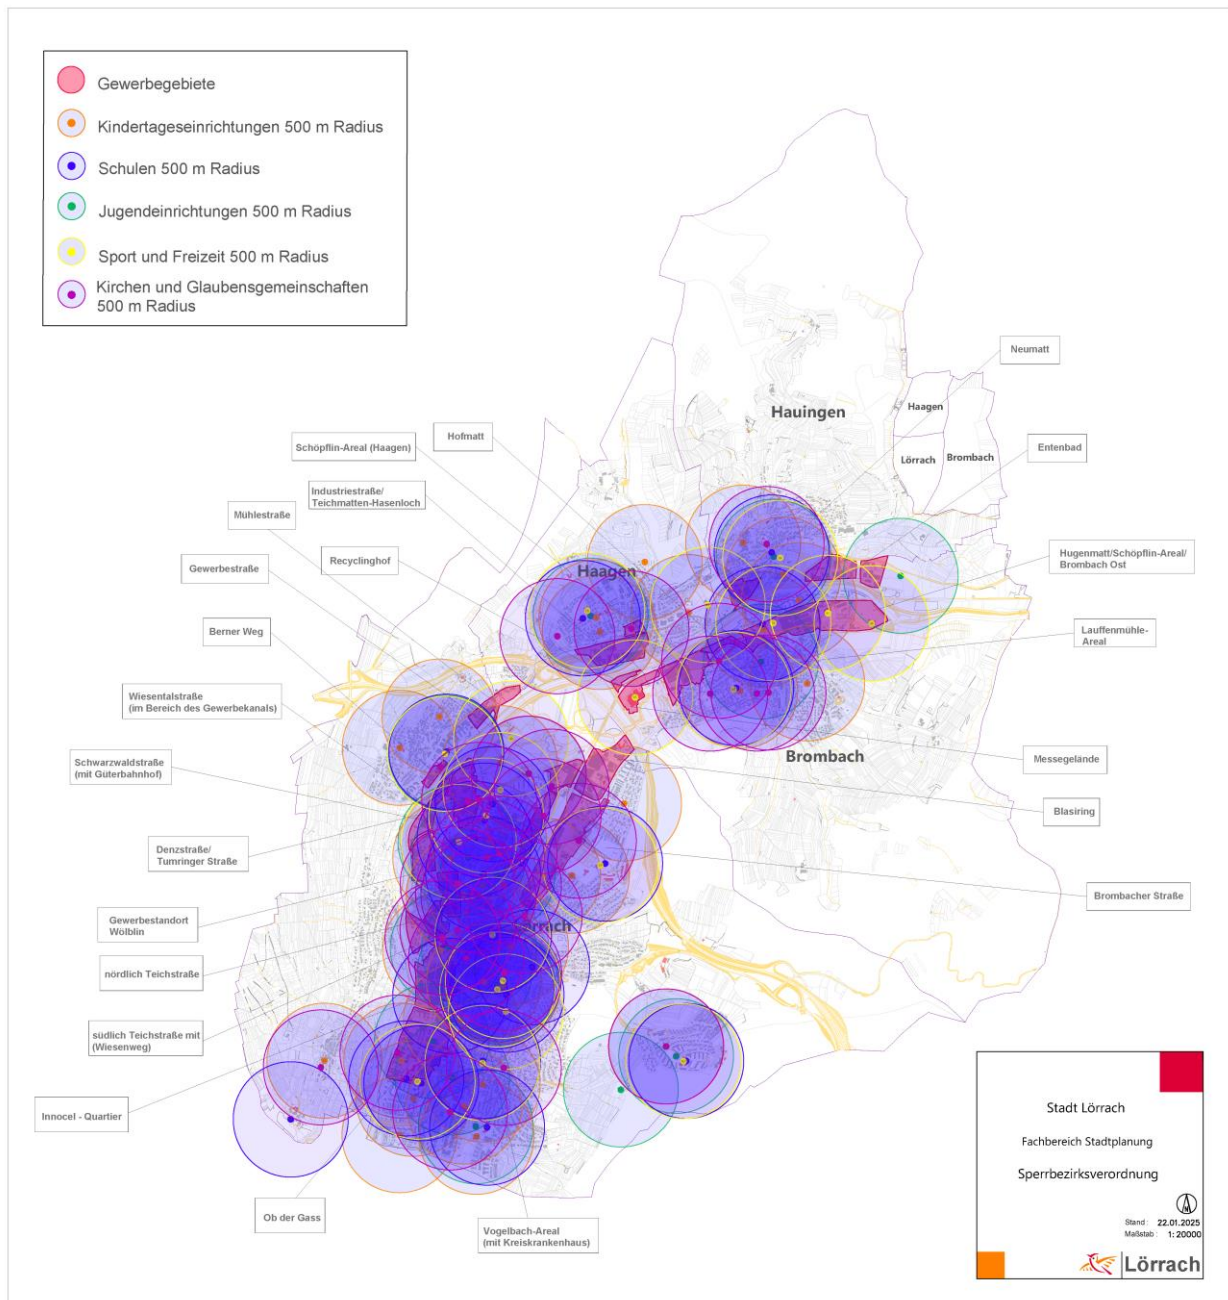 Gewerbegebiete
Kindertageseinrichtungen 500 m Radius
Schulen 500 m Radius
Jugendeinrichtungen 500 m Radius
Sport und Freizeit 500 m Radius
Kirchen und Glaubensgemeinschaften
500 m Radius
Neumatt
Hauingen
Haagen
Lörrach
Brombach
Entenbad
Hofmatt
Schöpflin-Areal (Haagen)
Industriestraße/
Teichmatten-Hasenloch
Mühlestraße
Recyclinghof
Gewerbestraße
Berner Weg
Haagen
Hugenmatt/Schöpflin-Areal/
Brombach Ost
Lauffenmühle-
Areal
Wiesentalstraße
(im Bereich des Gewerbekanals)
Schwarzwaldstraße
(mit Güterbahnhof)
Brombach
Messegelände
Blasiring
Denzstraße/
Tumringer Straße
Brombacher Straße
Gewerbestandort
Wölblin
Lörrach
nördlich Teichstraße
südlich Teichstraße mit
(Wiesenweg)
Innocel - Quartier
Ob der Gass
Vogelbach-Areal
(mit Kreiskrankenhaus)
Stadt Lörrach
Fachbereich Stadtplanung
Sperrbezirksverordnung
Stand : 22.01.2025
Maßstab : 1: 20000
Lörrach